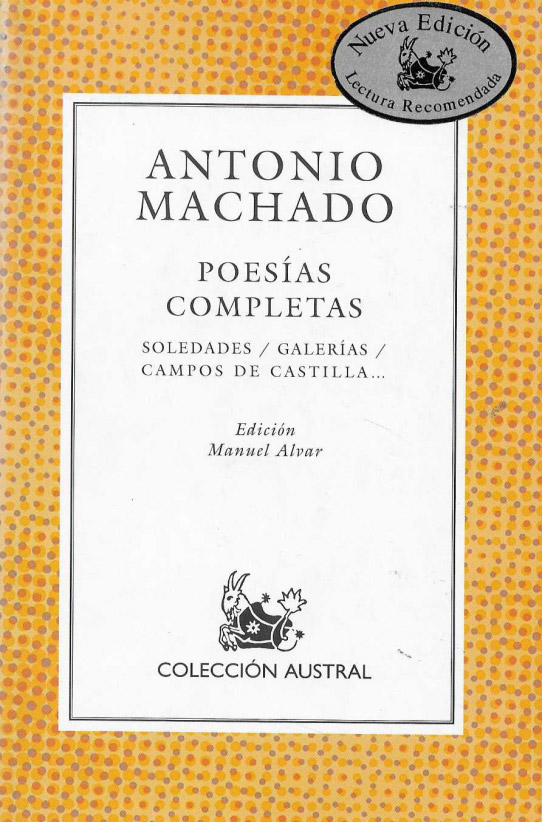 Nueva Edición
Lectura Recomendada
ANTONIO
MACHADO
POESÍAS
COMPLETAS
SOLEDADES / GALERÍAS /
CAMPOS DE CASTILLA...
Edición
Manuel Alvar
COLECCIÓN AUSTRAL